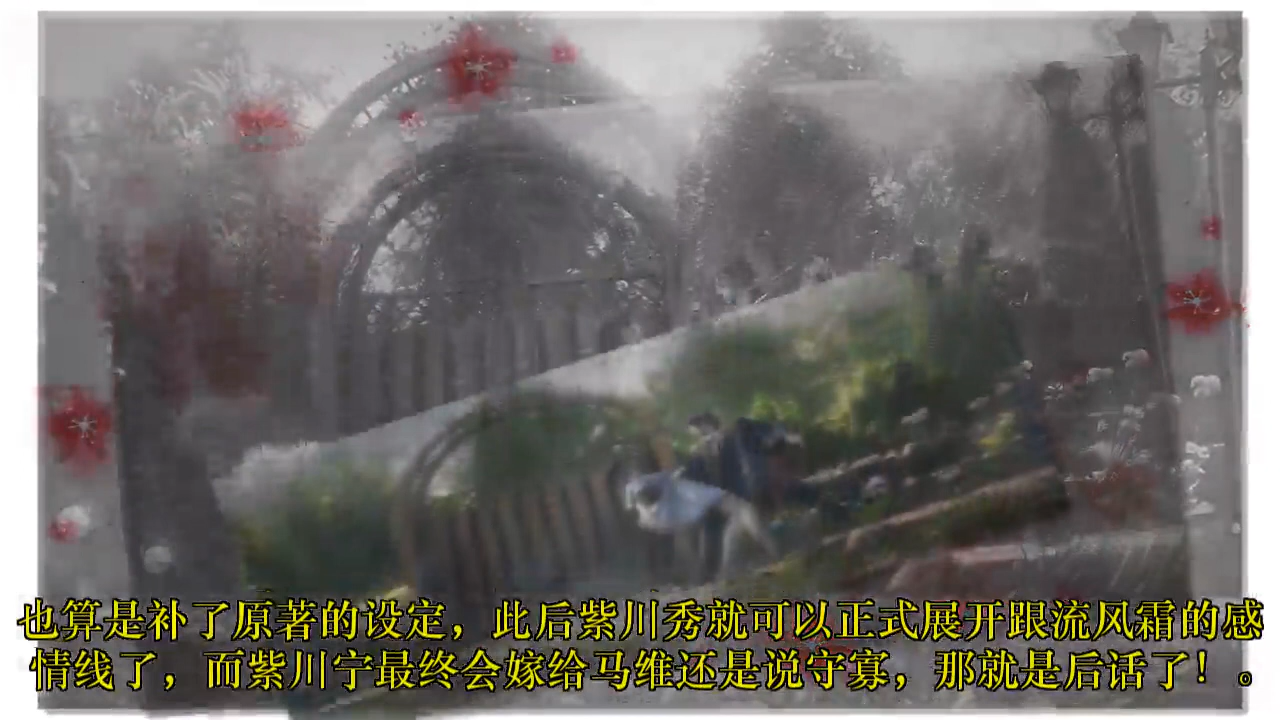 也算是补了原著的设定，此后紫川秀就可以正式展开跟流风霜的感
情线了，而紫川宁最终会嫁给马维还是说守寡，那就是后话了！。